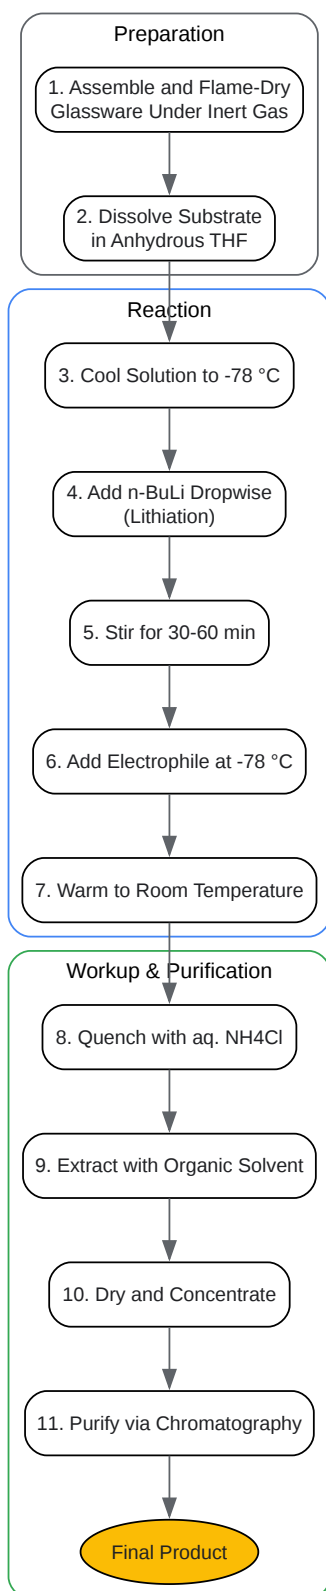 Preparation
1. Assemble and Flame-Dry
Glassware Under Inert Gas
2. Dissolve Substrate
in Anhydrous THF
Reaction
3. Cool Solution to -78 °C
4. Add n-BuLi Dropwise
(Lithiation)
5. Stir for 30-60 min
6. Add Electrophile at -78 °C
7. Warm to Room Temperature
Workup & Purification
8. Quench with aq. NH4Cl
9. Extract with Organic Solvent
10. Dry and Concentrate
11. Purify via Chromatography
Final Product